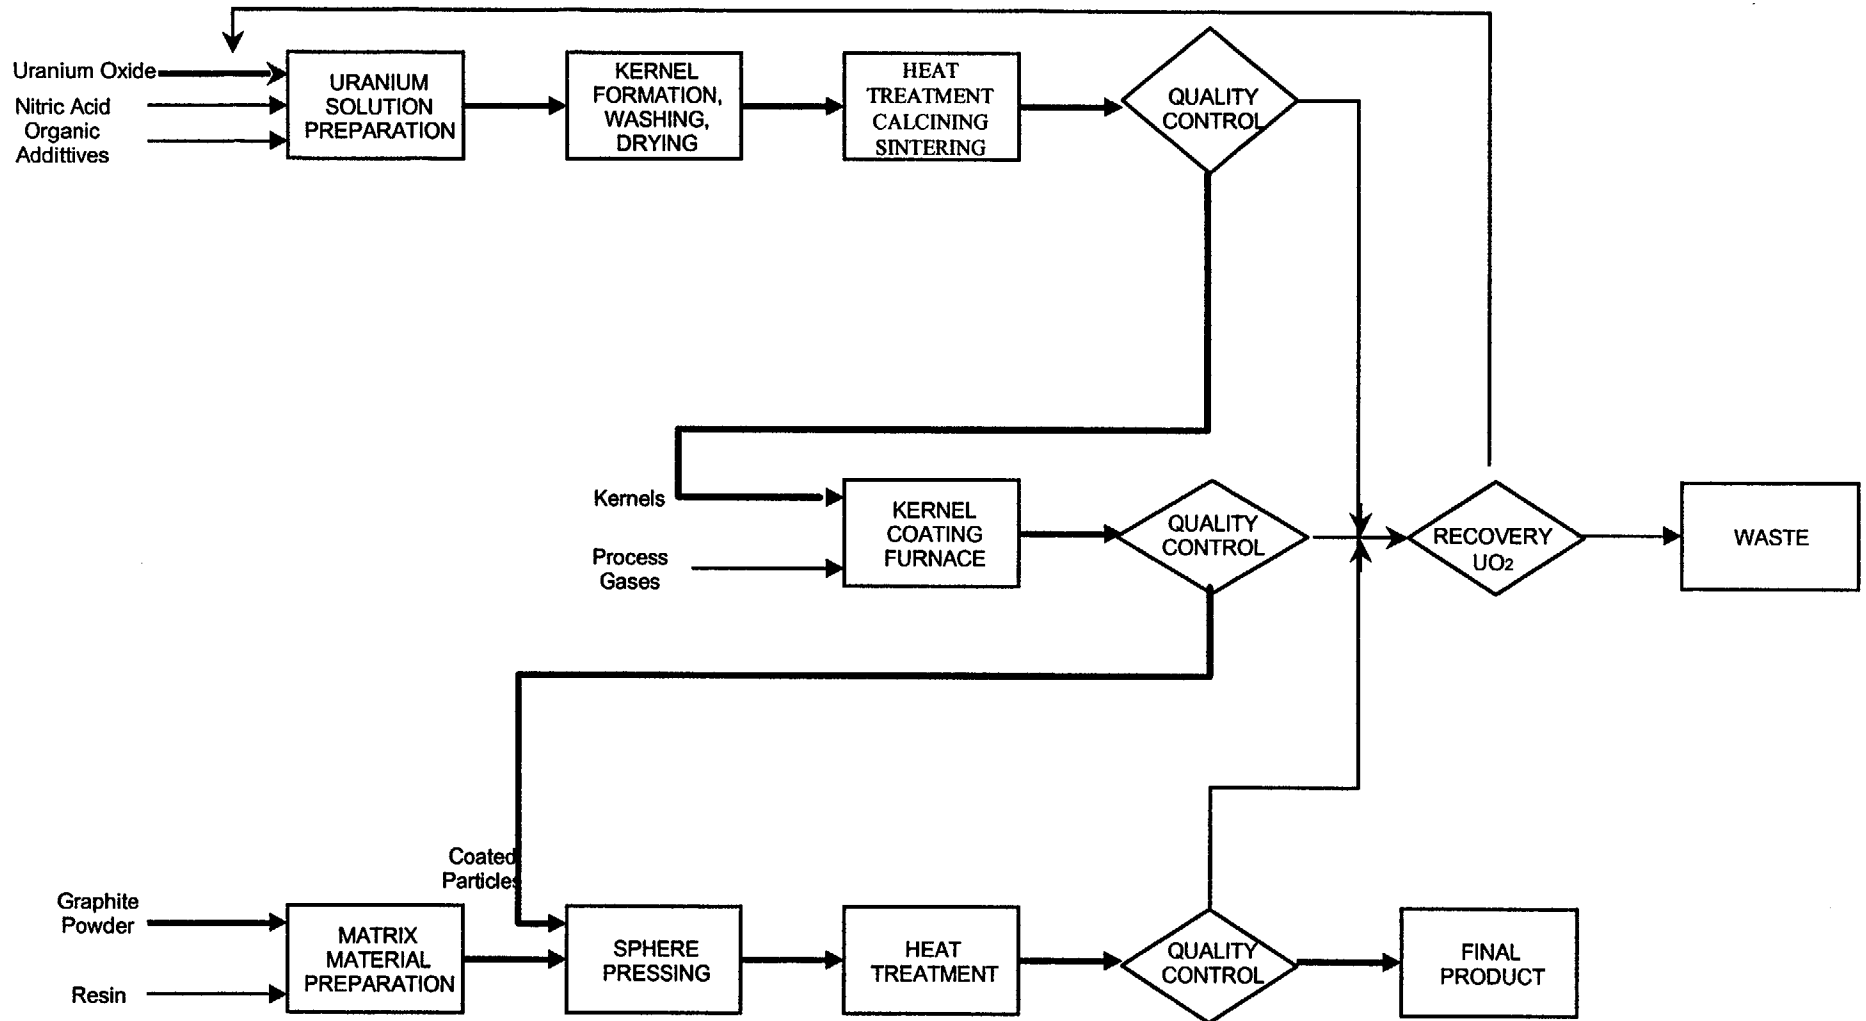 Uranium Oxide
Nitric Acid
Organic
Addittives
URANIUM
SOLUTION
PREPARATION
KERNEL
FORMATION,
WASHING,
DRYING
HEAT
TREATMENT
CALCINING
SINTERING
QUALITY
CONTROL
Kernels
Process
Gases
KERNEL
COATING
FURNACE
QUALITY
CONTROL
RECOVERY
UO2
WASTE
Coated
Particles
Graphite
Powder
Resin
MATRIX
MATERIAL
PREPARATION
SPHERE
PRESSING
HEAT
TREATMENT
QUALITY
CONTROL
FINAL
PRODUCT